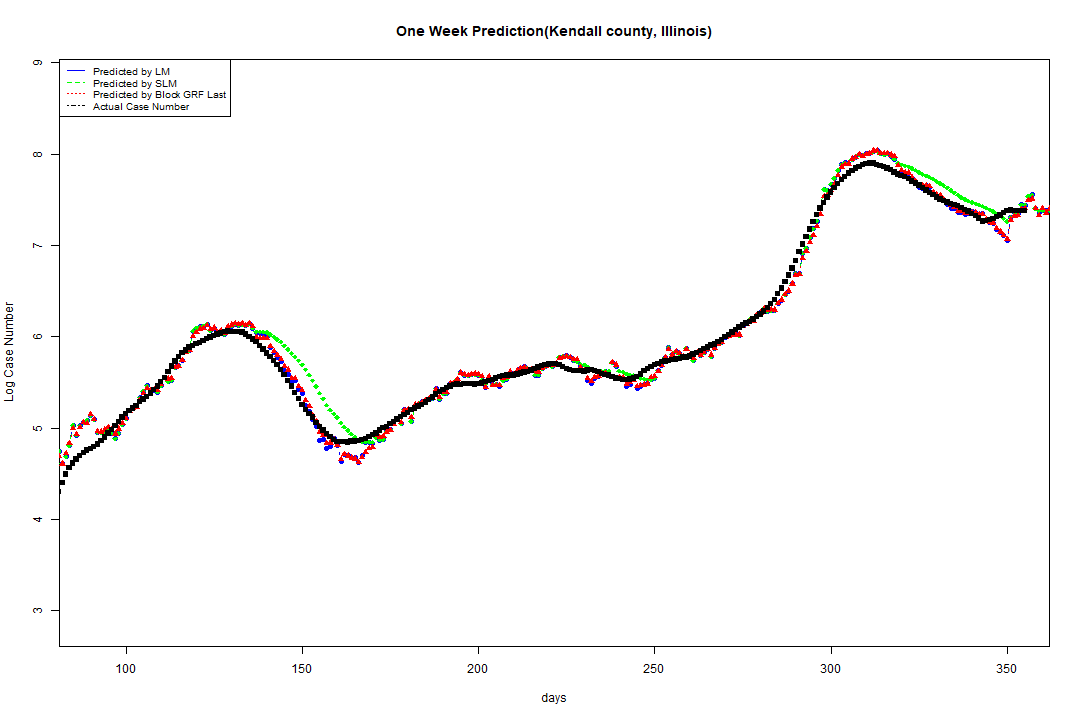 One Week Prediction(Kendall county, Illinois)
Predicted by LM
Predicted by SLM
Predicted by Block GRF Last
Actual Case Number
9
8
7
6
5
4
3
Log Case Number
100 150 200 250 300 350
days